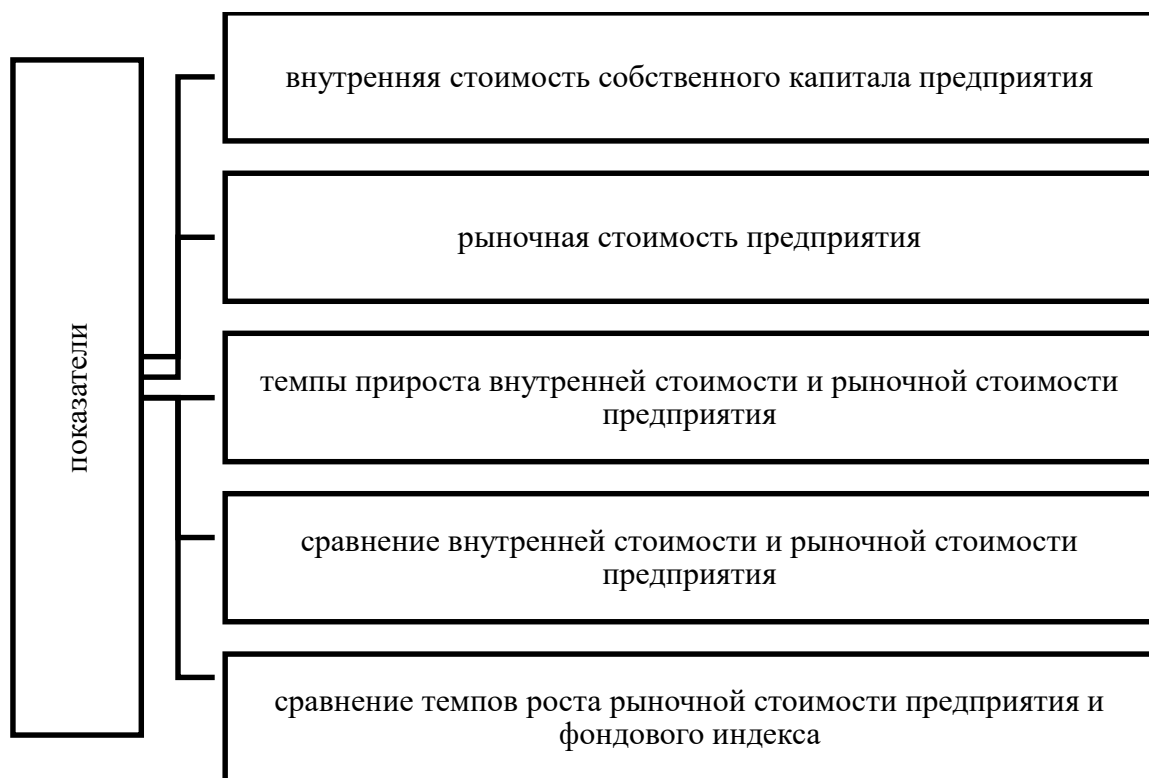 показатели
внутренняя стоимость собственного капитала предприятия
рыночная стоимость предприятия
темпы прироста внутренней стоимости и рыночной стоимости
предприятия
сравнение внутренней стоимости и рыночной стоимости
предприятия
сравнение темпов роста рыночной стоимости предприятия и
фондового индекса